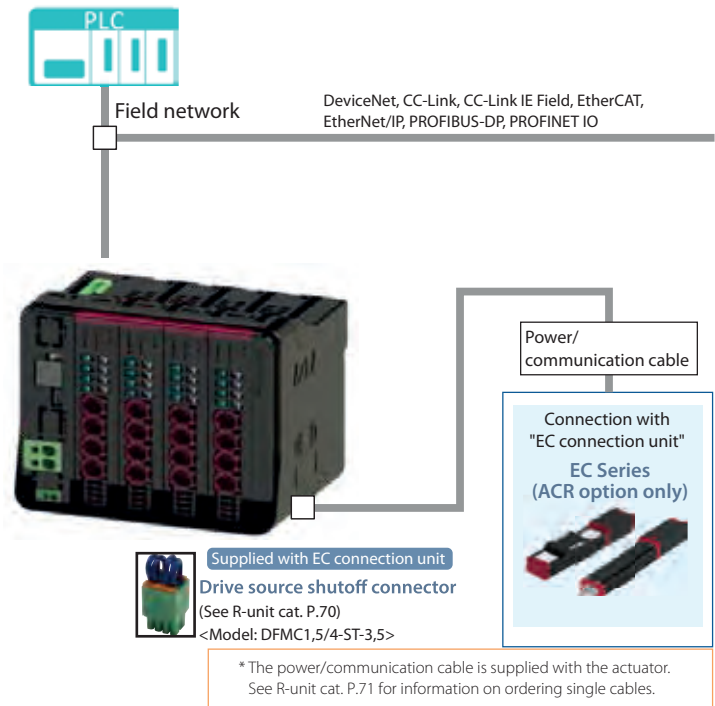 PLC
Field network
DeviceNet, CC-Link, CC-Link IE Field, EtherCAT,
EtherNet/IP, PROFIBUS-DP, PROFINET IO
Power/
communication cable
Connection with
"EC connection unit"
EC Series
(ACR option only)
Supplied with EC connection unit
Drive source shutoff connector
(See R-unit cat. P.70)
<Model: DFMC1,5/4-ST-3,5>
* The power/communication cable is supplied with the actuator.
See R-unit cat. P.71 for information on ordering single cables.